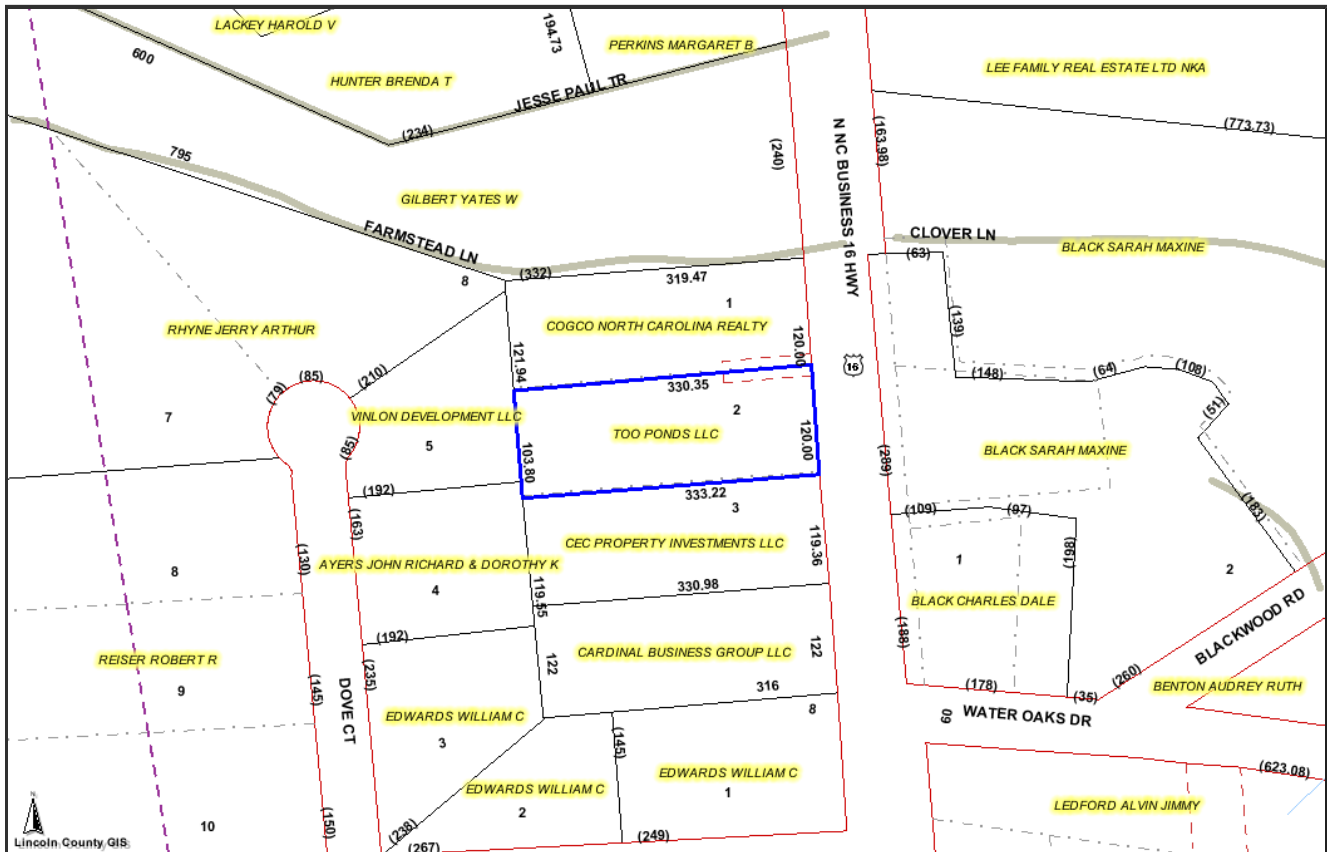 LACKEY HAROLD V
194.73
PERKINS MARGARET B
600
HUNTER BRENDA T
LEE FAMILY REAL ESTATE LTD NKA
JESSE PAUL TR
(234)
(773.73)
(163.98)
N NC BUSINESS 16 HWY
(240)
795
GILBERT YATES W
FARMSTEAD LN
CLOVER LN
BLACK SARAH MAXINE
(63)
8
(332)
319.47
1
RHYNE JERRY ARTHUR
COGCO NORTH CAROLINA REALTY
120.00
(139)
121.94
16
(148)
(64)
(108)
(85)
(79)
(210)
330.35
2
(51)
7
VINLON DEVELOPMENT LLC
5
(85)
TOO PONDS LLC
120.00
103.80
BLACK SARAH MAXINE
(289)
(192)
333.22
3
(163)
(109)
(97)
(183)
(130)
CEC PROPERTY INVESTMENTS LLC
119.36
(198)
1
2
8
AYERS JOHN RICHARD & DOROTHY K
4
119.55
330.98
BLACK CHARLES DALE
(188)
BLACKWOOD RD
(192)
REISER ROBERT R
9
122
CARDINAL BUSINESS GROUP LLC
122
(260)
(235)
(145)
DOVE CT
316
8
(178)
(35)
BENTON AUDREY RUTH
60
WATER OAKS DR
EDWARDS WILLIAM C
3
(145)
EDWARDS WILLIAM C
1
(623.08)
EDWARDS WILLIAM C
2
LEDFORD ALVIN JIMMY
10
(150)
(238)
(249)
(267)
N
Lincoln County GIS